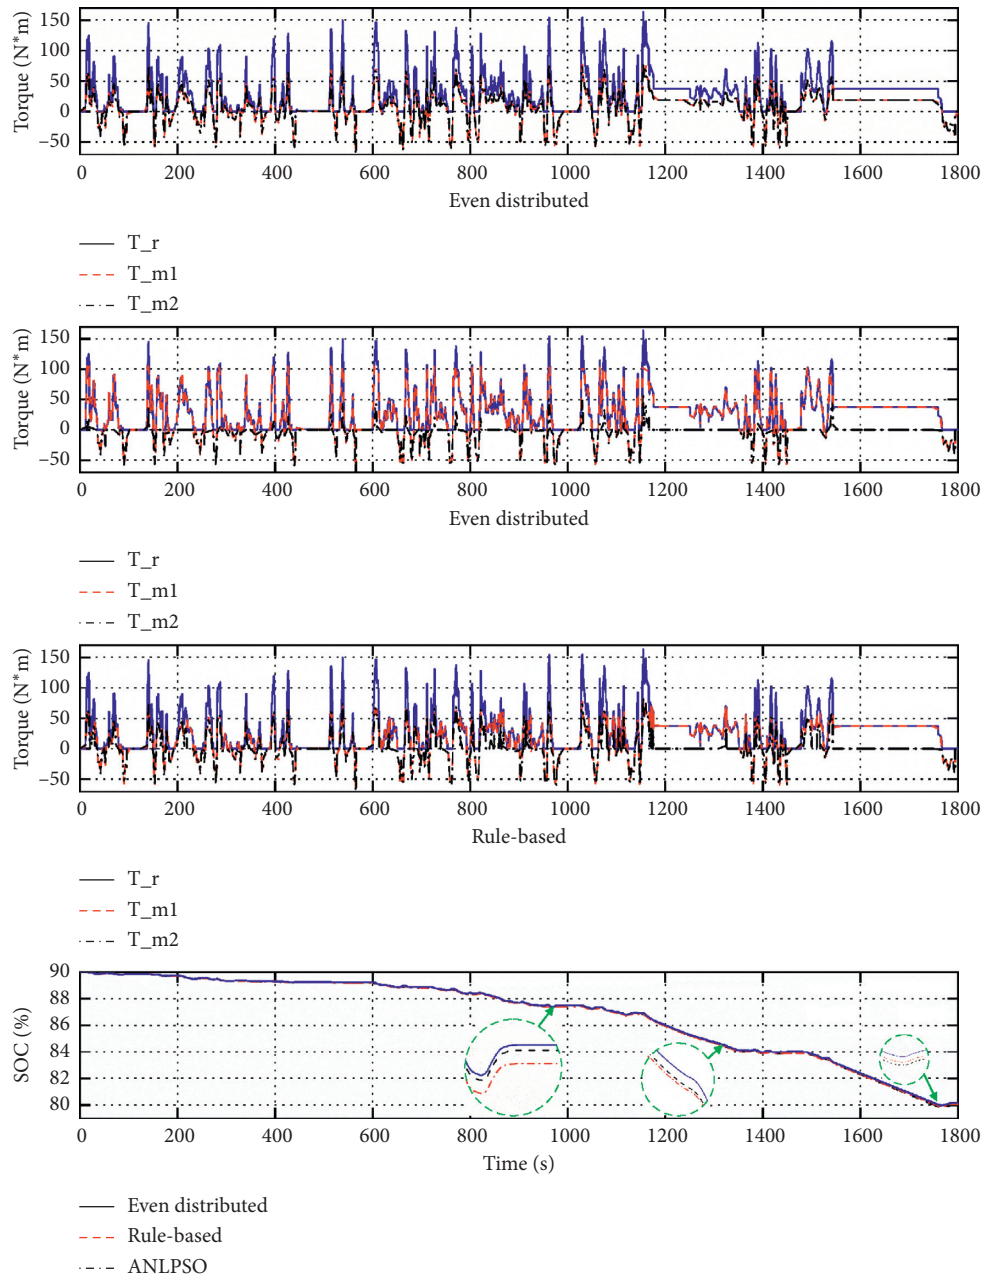 Torque (N*m)
150
100
50
0
−50
0 200 400 600 800 1000 1200 1400 1600 1800
Even distributed
T_r
T_m1
T_m2
Torque (N*m)
150
100
50
0
−50
0 200 400 600 800 1000 1200 1400 1600 1800
Even distributed
T_r
T_m1
T_m2
Torque (N*m)
150
100
50
0
−50
0 200 400 600 800 1000 1200 1400 1600 1800
Rule-based
T_r
T_m1
T_m2
SOC (%)
90
88
86
84
82
80
0 200 400 600 800 1000 1200 1400 1600 1800
Time (s)
Even distributed
Rule-based
ANLPSO